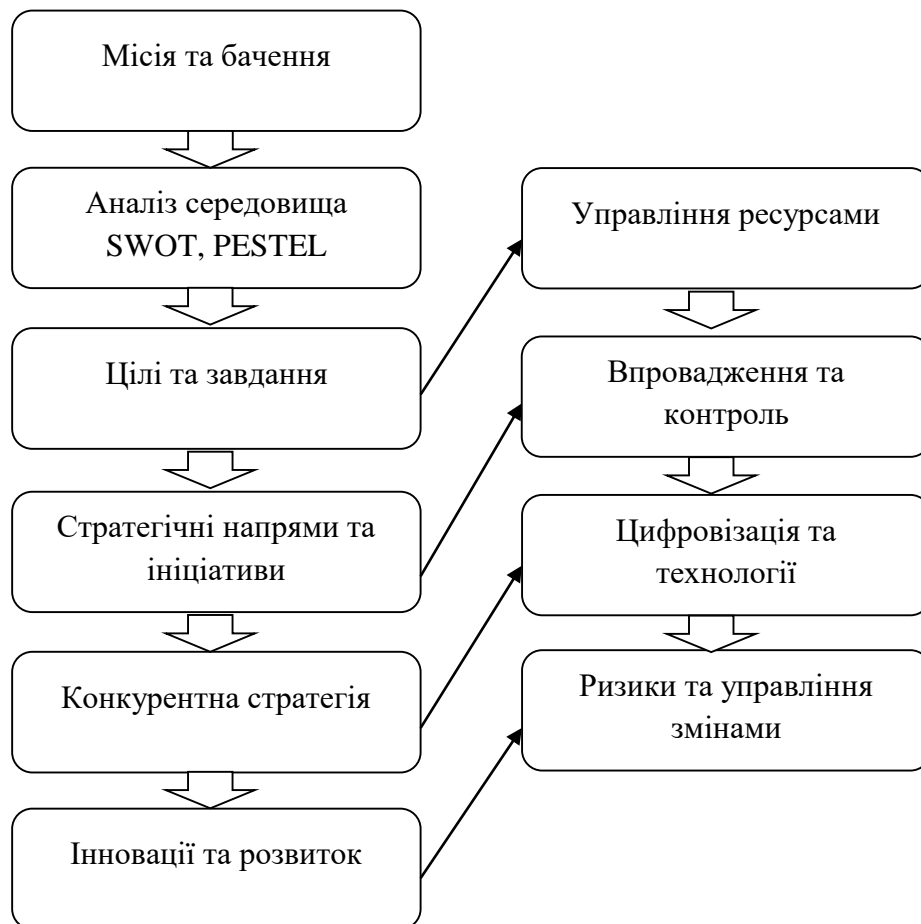 Місія та бачення
Аналіз середовища
SWOT, PESTEL
Цілі та завдання
Стратегічні напрями та
ініціативи
Конкурентна стратегія
Інновації та розвиток
Управління ресурсами
Впровадження та
контроль
Цифровізація та
технології
Ризики та управління
змінами